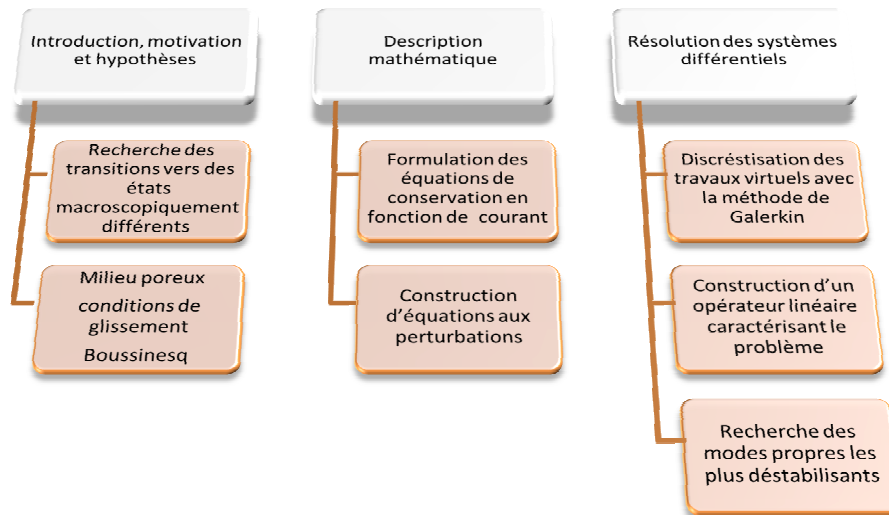 Introduction, motivation
et hypothèses
Recherche des
transitions vers des
états
macroscopiquement
différents
Milieu poreux
conditions de
glissement
Boussinesq
Description
mathématique
Formulation des
équations de
conservation en
fonction de courant
Construction
d'équations aux
perturbations
Résolution des systèmes
différentiels
Discréstisation des
travaux virtuels avec
la méthode de
Galerkin
Construction d'un
opérateur linéaire
caractérisant le
problème
Recherche des
modes propres les
plus déstabilisants